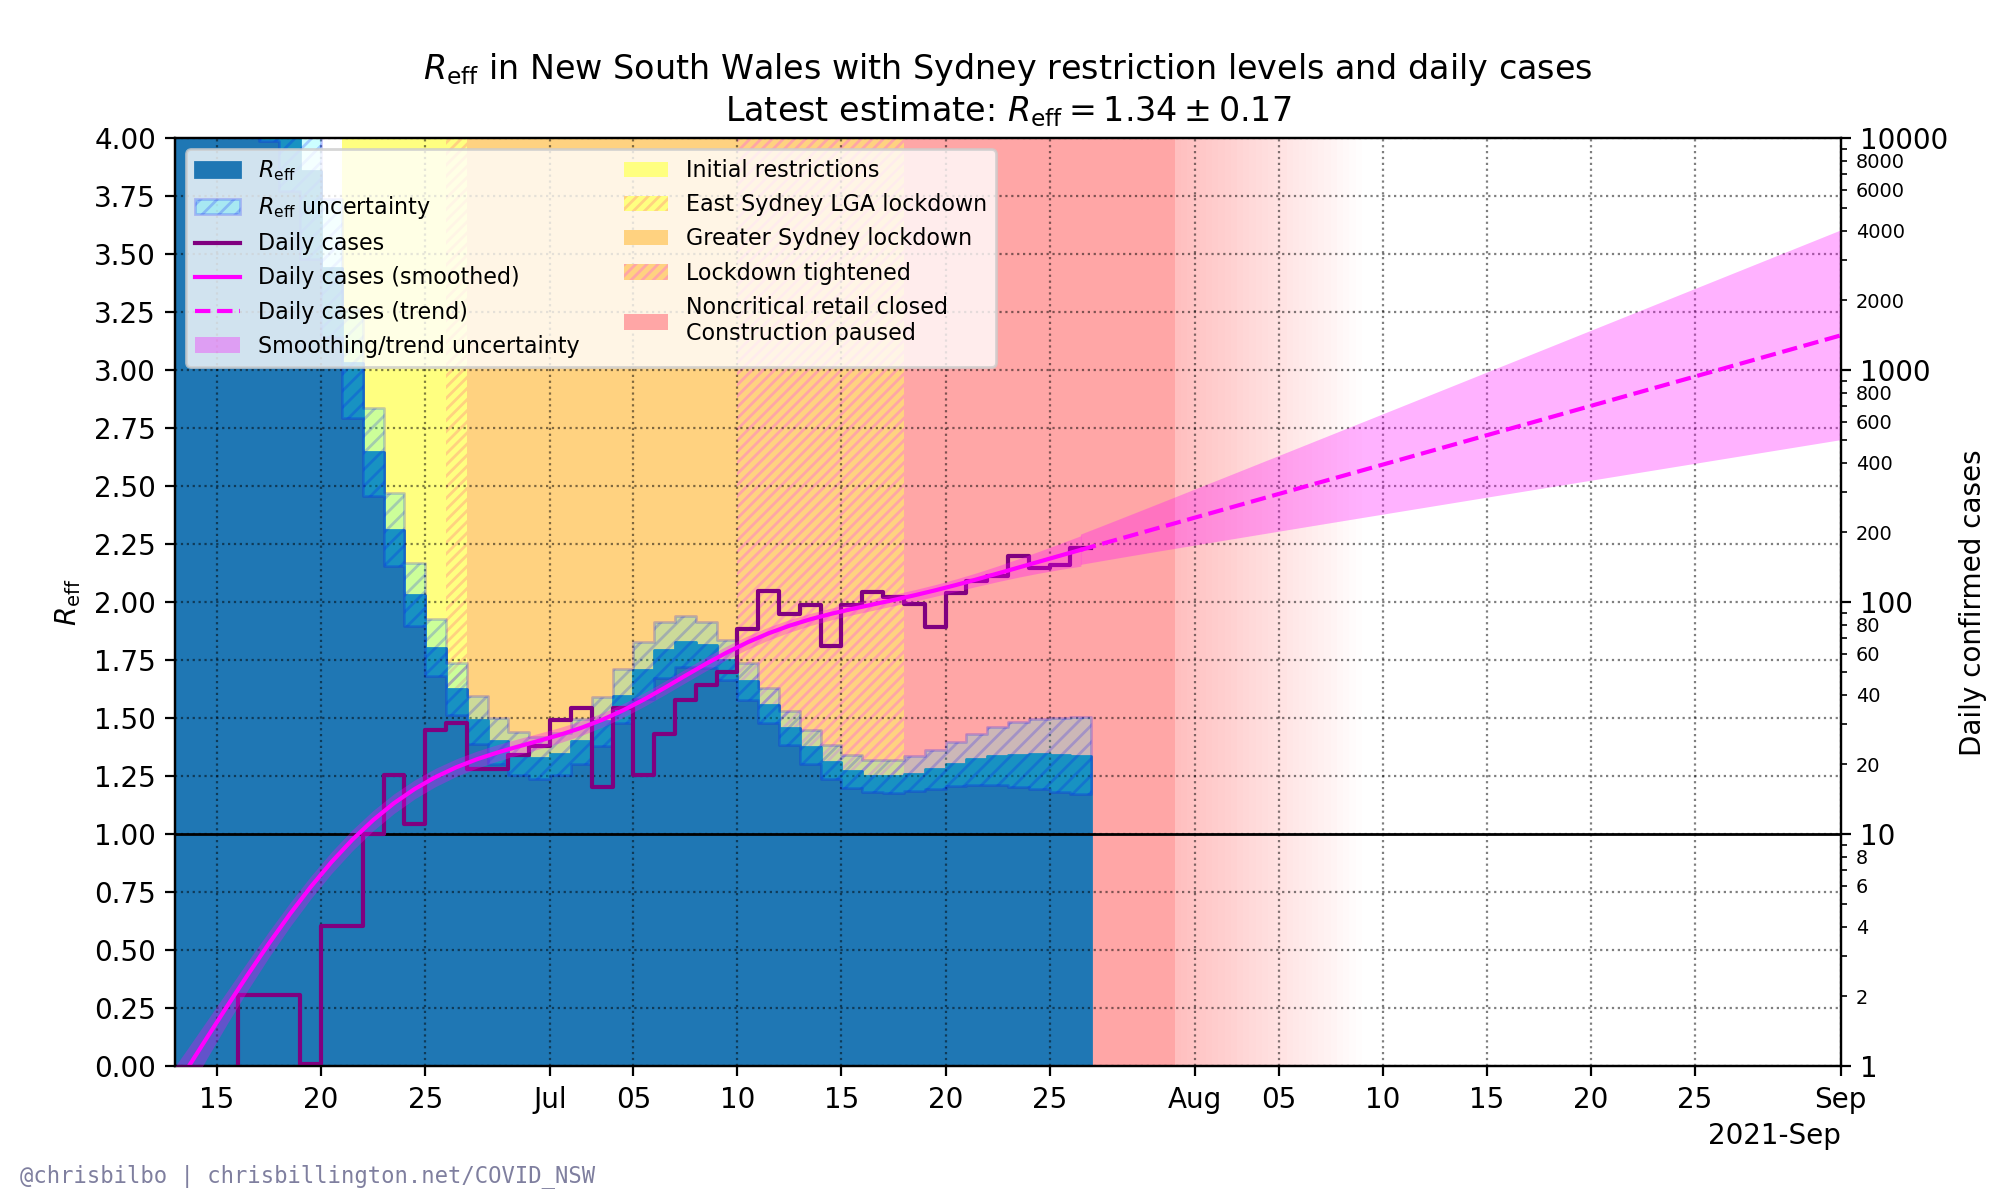 R_eff in New South Wales with Sydney restriction levels and daily cases
Latest estimate: R_eff = 1.34 ± 0.17
R_eff
R_eff uncertainty
Daily cases
Daily cases (smoothed)
Daily cases (trend)
Smoothing/trend uncertainty
Initial restrictions
East Sydney LGA lockdown
Greater Sydney lockdown
Lockdown tightened
Noncritical retail closed
Construction paused
R_eff
4.00
3.75
3.50
3.25
3.00
2.75
2.50
2.25
2.00
1.75
1.50
1.25
1.00
0.75
0.50
0.25
0.00
10000
8000
6000
4000
2000
1000
800
600
400
200
100
80
60
40
20
10
8
6
4
2
1
Daily confirmed cases
15 20 25 Jul 05 10 15 20 25 Aug 05 10 15 20 25 Sep
2021-Sep
@chrisbilbo | chrisbillington.net/COVID_NSW